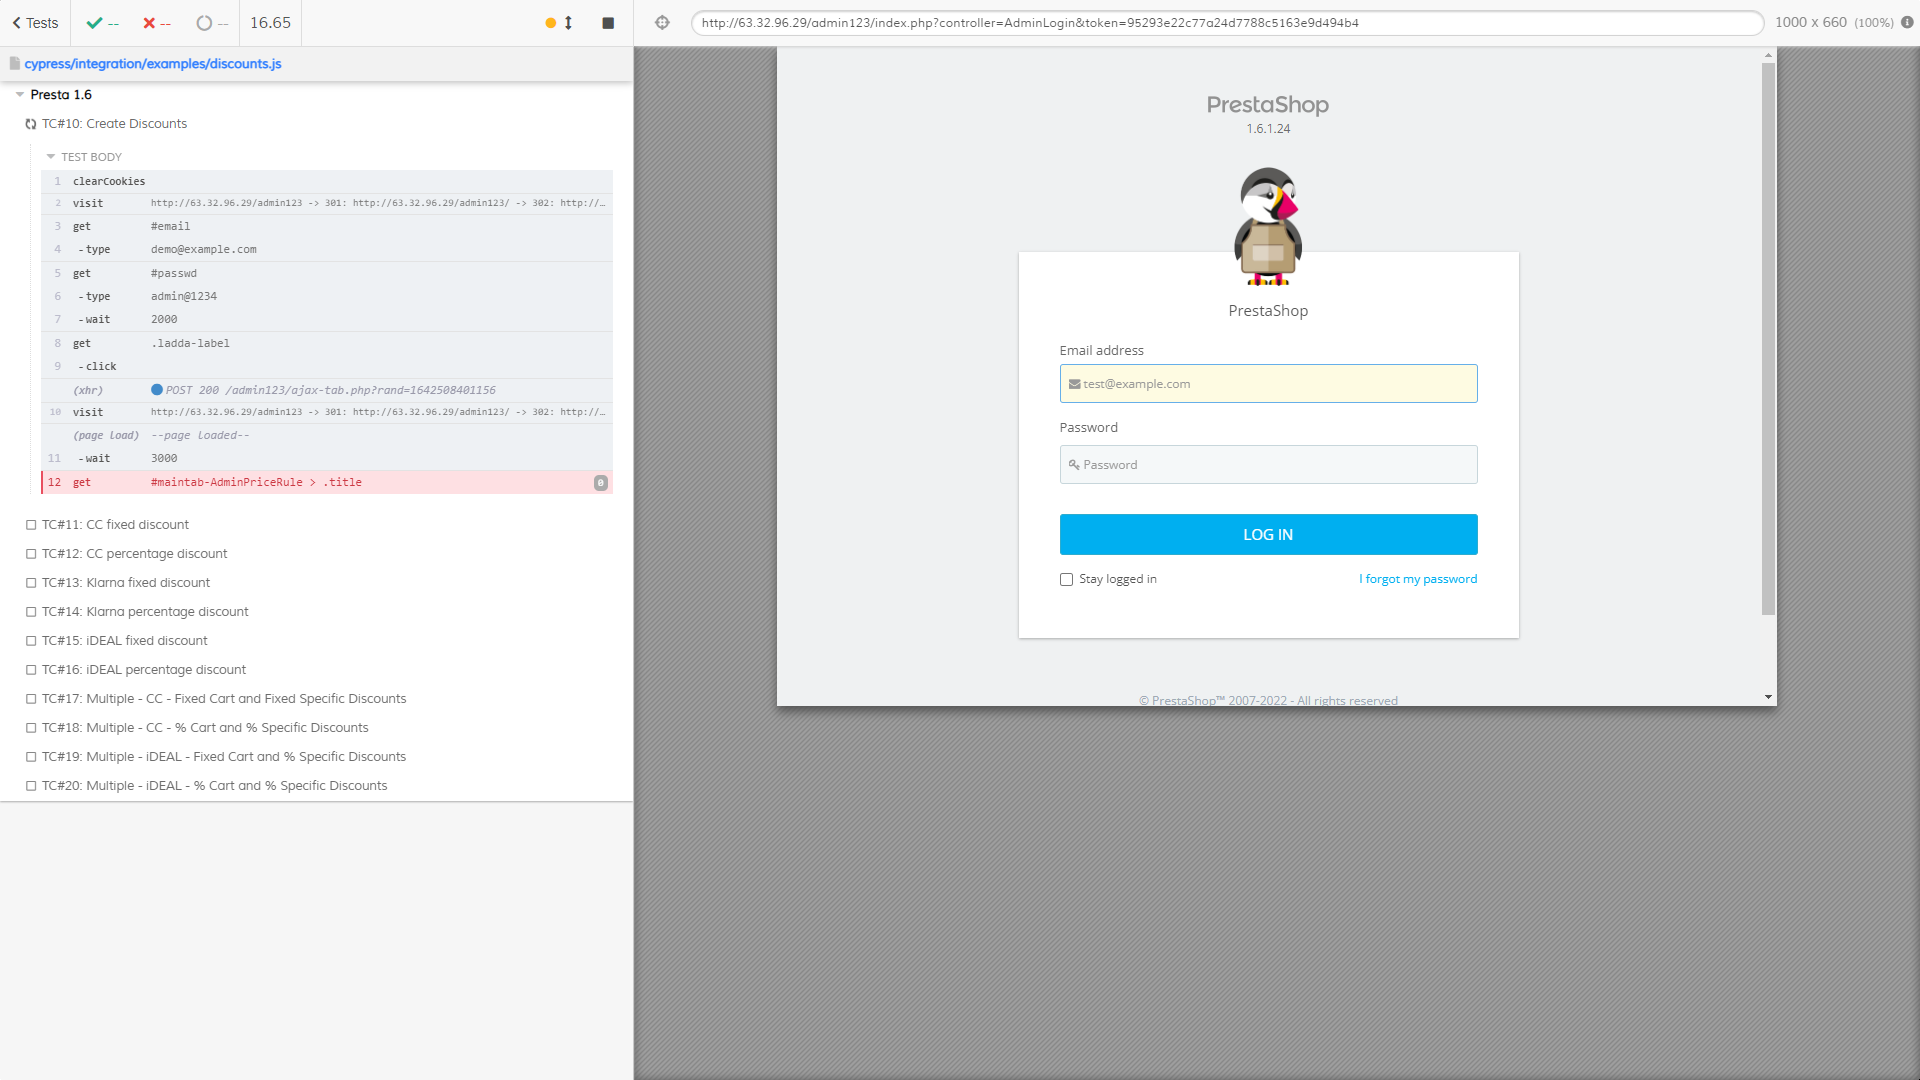 Tests
--
--
--
16.65
http://63.32.96.29/admin123/index.php?controller=AdminLogin&token=95293e22c77a24d7788c5163e9d494b4
1000 x 660 (100%)
cypress/integration/examples/discounts.js
Presta 1.6
TC#10: Create Discounts
TEST BODY
1 clearCookies
2 visit http://63.32.96.29/admin123 -> 301: http://63.32.96.29/admin123/ -> 302: http://…
3 get #email
4 -type demo@example.com
5 get #passwd
6 -type admin@1234
7 -wait 2000
8 get .ladda-label
9 -click
(xhr) POST 200 /admin123/ajax-tab.php?rand=1642508401156
10 visit http://63.32.96.29/admin123 -> 301: http://63.32.96.29/admin123/ -> 302: http://…
(page load) --page loaded--
11 -wait 3000
12 get #maintab-AdminPriceRule > .title 0
TC#11: CC fixed discount
TC#12: CC percentage discount
TC#13: Klarna fixed discount
TC#14: Klarna percentage discount
TC#15: iDEAL fixed discount
TC#16: iDEAL percentage discount
TC#17: Multiple - CC - Fixed Cart and Fixed Specific Discounts
TC#18: Multiple - CC - % Cart and % Specific Discounts
TC#19: Multiple - iDEAL - Fixed Cart and % Specific Discounts
TC#20: Multiple - iDEAL - % Cart and % Specific Discounts
PrestaShop
1.6.1.24
PrestaShop
Email address
test@example.com
Password
Password
LOG IN
Stay logged in
I forgot my password
© PrestaShop™ 2007-2022 - All rights reserved